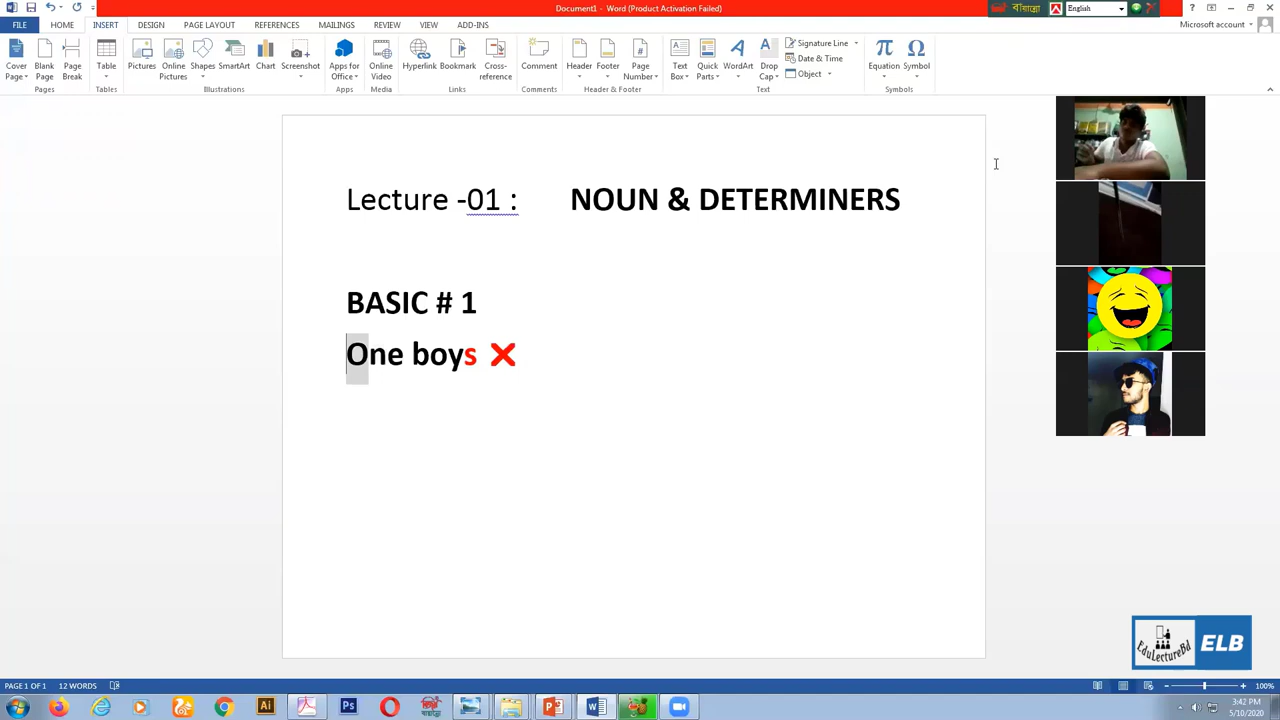 Document1 - Word (Product Activation Failed)
বায়ান্নো
English
FILE HOME INSERT DESIGN PAGE LAYOUT REFERENCES MAILINGS REVIEW VIEW ADD-INS
Microsoft account
Cover Page
Blank Page
Page Break
Table
Pictures
Online Pictures
Shapes
SmartArt
Chart
Screenshot
Apps for Office
Online Video
Hyperlink
Bookmark
Cross-reference
Comment
Header
Footer
Page Number
Text Box
Quick Parts
WordArt
Drop Cap
Signature Line
Date & Time
Object
Equation
Symbol
Pages Tables Illustrations Apps Media Links Comments Header & Footer Text Symbols
Lecture -01 : NOUN & DETERMINERS
BASIC # 1
One boys ❌
EduLectureBd ELB
PAGE 1 OF 1 12 WORDS
100%
3:42 PM
5/10/2020